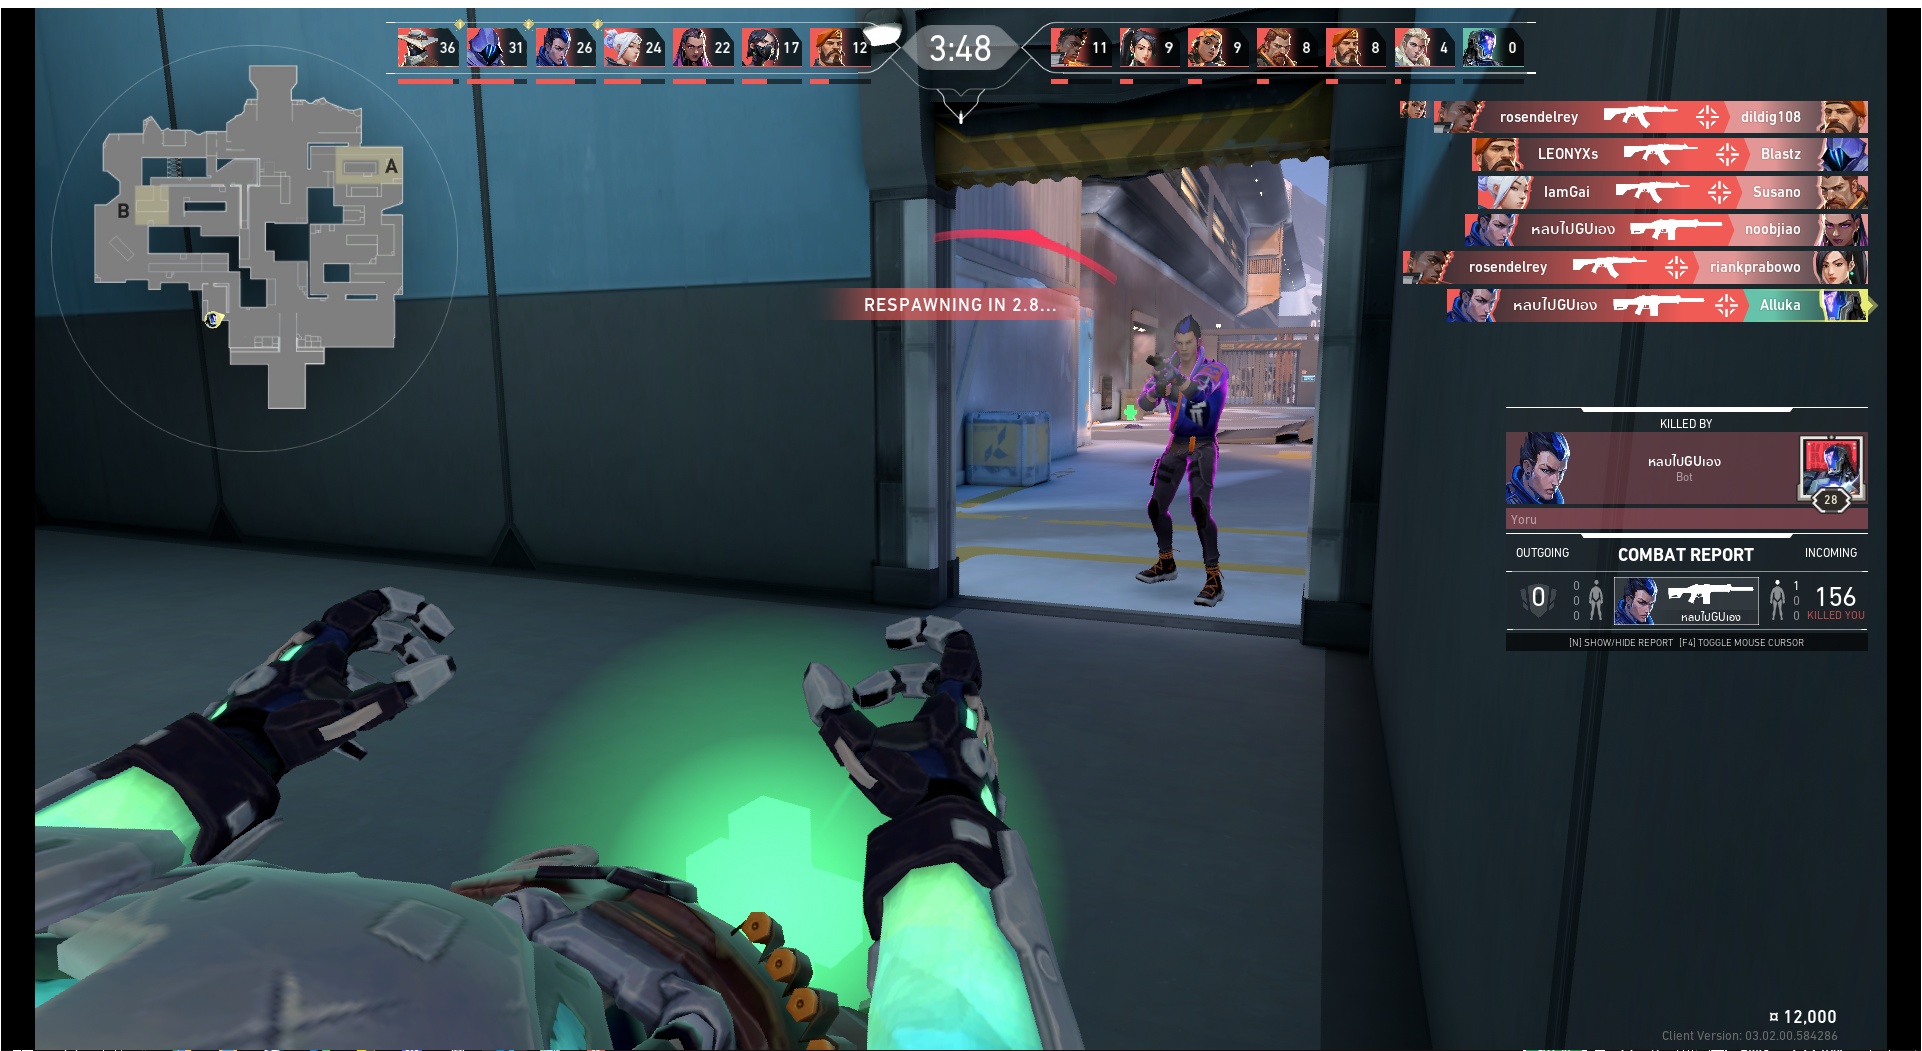 36 31 26 24 22 17 12 3:48 11 9 9 8 8 4 0
A
B
rosendelrey dildig108
LEONYXs Blastz
IamGai Susano
หลบไปGUเอง noobjiao
rosendelrey riankprabowo
หลบไปGUเอง Alluka
RESPAWNING IN 2.8...
KILLED BY
หลบไปGUเอง
Bot
28
Yoru
OUTGOING COMBAT REPORT INCOMING
0 0 0 0 หลบไปGUเอง 1 0 0 156
KILLED YOU
[N] SHOW/HIDE REPORT [F4] TOGGLE MOUSE CURSOR
¤ 12,000
Client Version: 03.02.00.584286